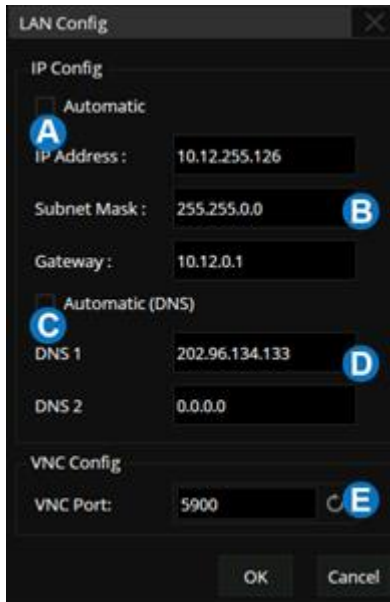 LAN Config
IP Config
Automatic
A
IP Address : 10.12.255.126
Subnet Mask : 255.255.0.0 B
Gateway : 10.12.0.1
Automatic (DNS)
C
DNS 1 202.96.134.133 D
DNS 2 0.0.0.0
VNC Config
VNC Port: 5900 E
OK Cancel